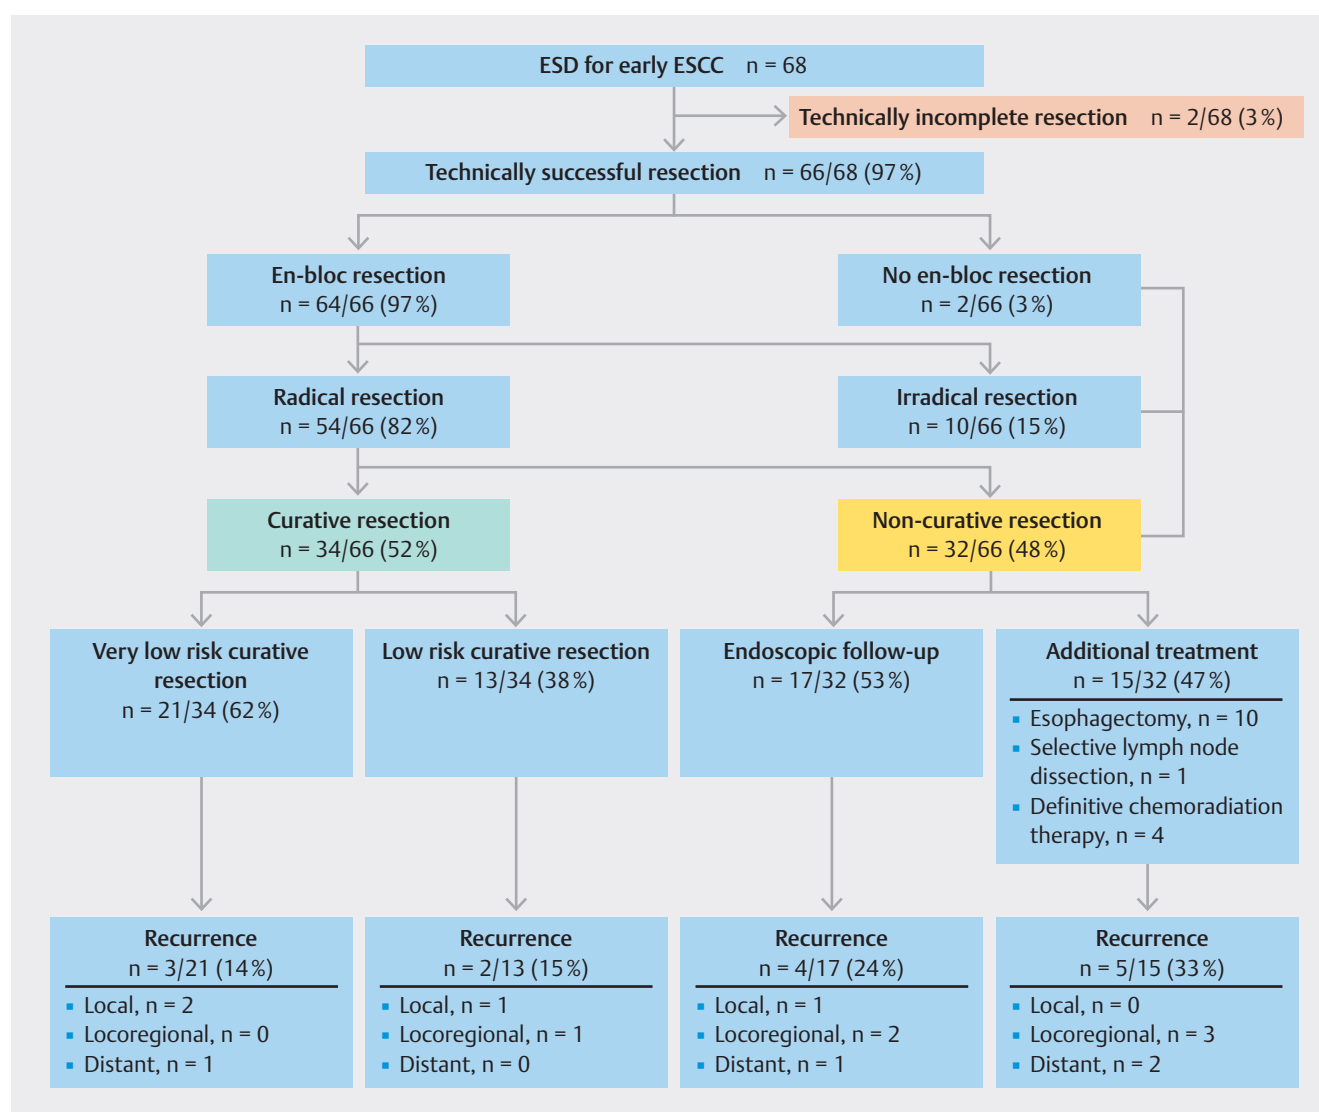 ESD for early ESCC n = 68
Technically incomplete resection n = 2/68 (3 %)
Technically successful resection n = 66/68 (97 %)
En-bloc resection
n = 64/66 (97 %)
No en-bloc resection
n = 2/66 (3 %)
Radical resection
n = 54/66 (82 %)
Irradical resection
n = 10/66 (15 %)
Curative resection
n = 34/66 (52 %)
Non-curative resection
n = 32/66 (48 %)
Very low risk curative
resection
n = 21/34 (62 %)
Low risk curative resection
n = 13/34 (38 %)
Endoscopic follow-up
n = 17/32 (53 %)
Additional treatment
n = 15/32 (47 %)
▪ Esophagectomy, n = 10
▪ Selective lymph node
dissection, n = 1
▪ Definitive chemoradiation
therapy, n = 4
Recurrence
n = 3/21 (14 %)
▪ Local, n = 2
▪ Locoregional, n = 0
▪ Distant, n = 1
Recurrence
n = 2/13 (15 %)
▪ Local, n = 1
▪ Locoregional, n = 1
▪ Distant, n = 0
Recurrence
n = 4/17 (24 %)
▪ Local, n = 1
▪ Locoregional, n = 2
▪ Distant, n = 1
Recurrence
n = 5/15 (33 %)
▪ Local, n = 0
▪ Locoregional, n = 3
▪ Distant, n = 2